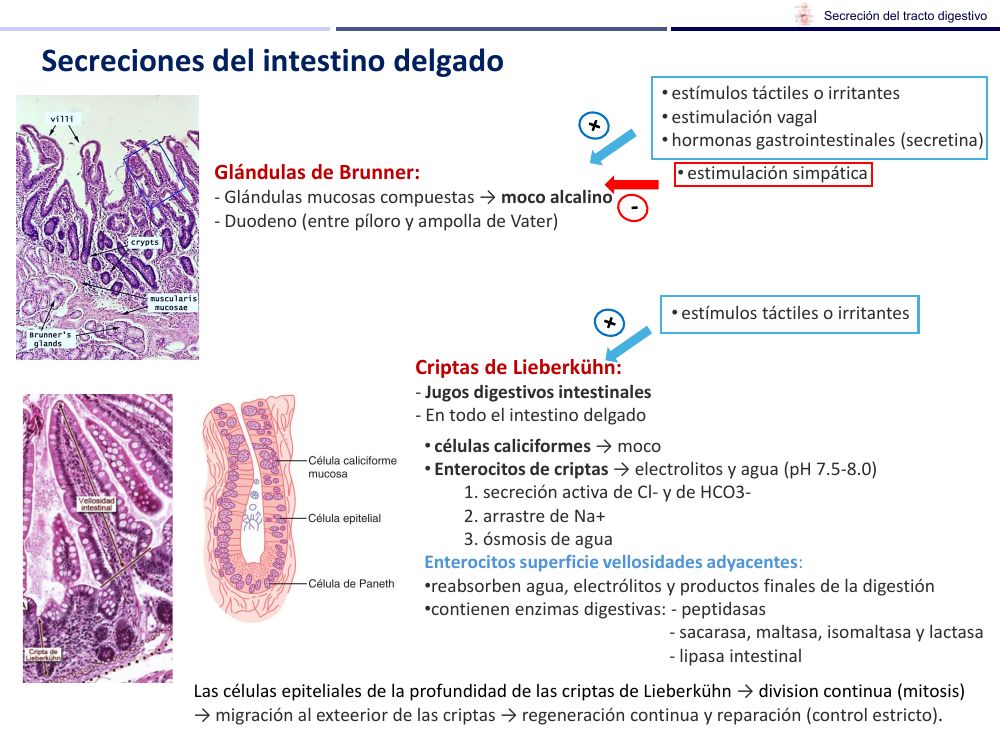 Secreción del tracto digestivo
Secreciones del intestino delgado
villi
crypts
muscularis
mucosae
Brunner's
glands
• estímulos táctiles o irritantes
• estimulación vagal
• hormonas gastrointestinales (secretina)
+
• estimulación simpática
-
Glándulas de Brunner:
- Glándulas mucosas compuestas → moco alcalino
- Duodeno (entre píloro y ampolla de Vater)
• estímulos táctiles o irritantes
+
Criptas de Lieberkühn:
- Jugos digestivos intestinales
- En todo el intestino delgado
• células caliciformes → moco
• Enterocitos de criptas → electrolitos y agua (pH 7.5-8.0)
1. secreción activa de Cl- y de HCO3-
2. arrastre de Na+
3. ósmosis de agua
Enterocitos superficie vellosidades adyacentes:
•reabsorben agua, electrólitos y productos finales de la digestión
•contienen enzimas digestivas: - peptidasas
- sacarasa, maltasa, isomaltasa y lactasa
- lipasa intestinal
Vellosidad
intestinal
Cripta de
Lieberkühn
Célula caliciforme
mucosa
Célula epitelial
Célula de Paneth
Las células epiteliales de la profundidad de las criptas de Lieberkühn → division continua (mitosis)
→ migración al exteerior de las criptas → regeneración continua y reparación (control estricto).